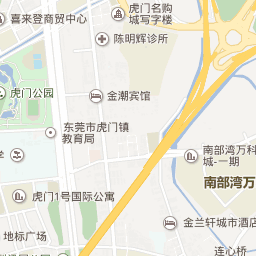 喜来登商贸中心
虎门名购
城写字楼
陈明辉诊所
虎门公园
金潮宾馆
东莞市虎门镇
教育局
南部湾万科
城-一期
南部湾万
虎门1号国际公寓
地标广场
金兰轩城市酒店
连心桥